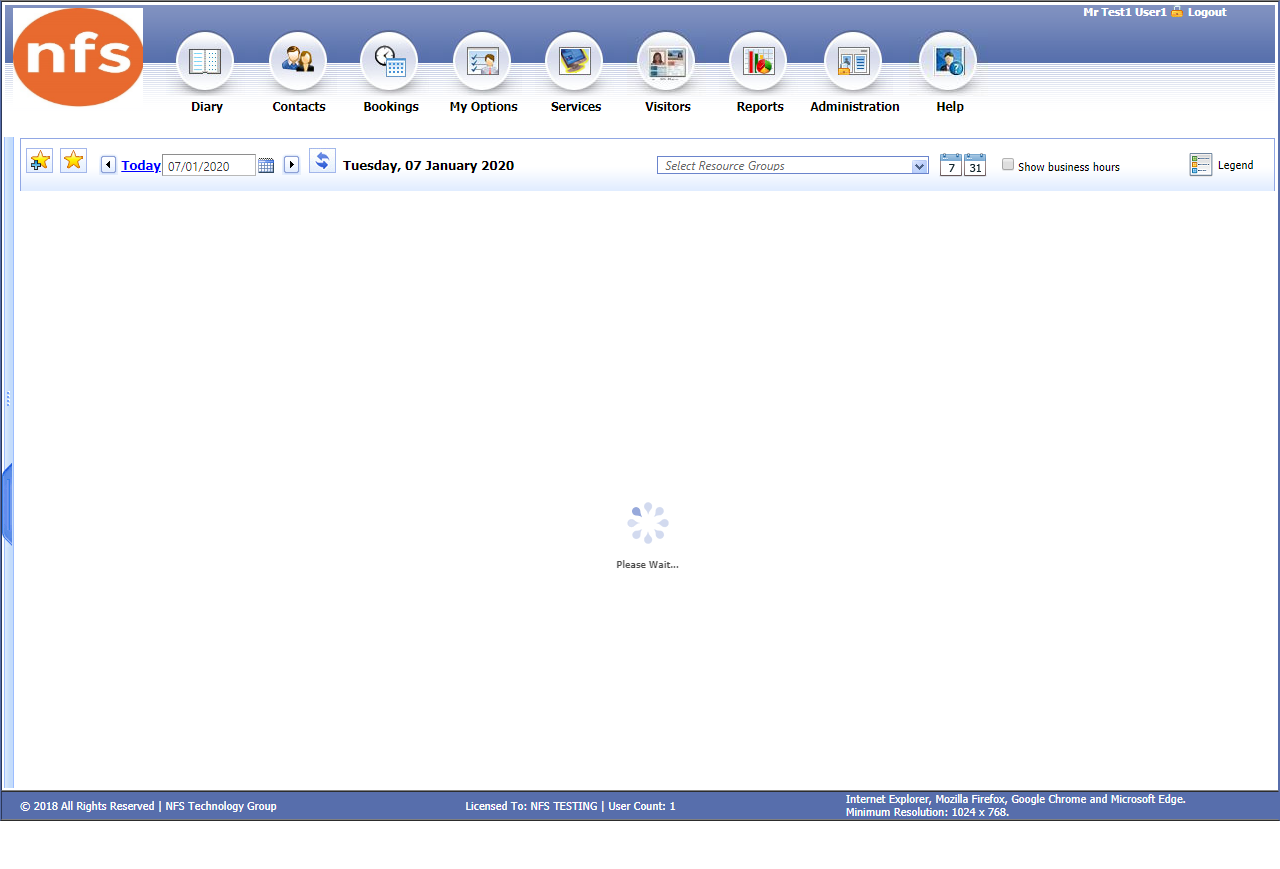 Mr Test1 User1 Logout
nfs
Diary Contacts Bookings My Options Services Visitors Reports Administration Help
Today 07/01/2020 Tuesday, 07 January 2020 Select Resource Groups 7 31 Show business hours Legend
Please Wait...
© 2018 All Rights Reserved | NFS Technology Group Licensed To: NFS TESTING | User Count: 1
Internet Explorer, Mozilla Firefox, Google Chrome and Microsoft Edge.
Minimum Resolution: 1024 x 768.